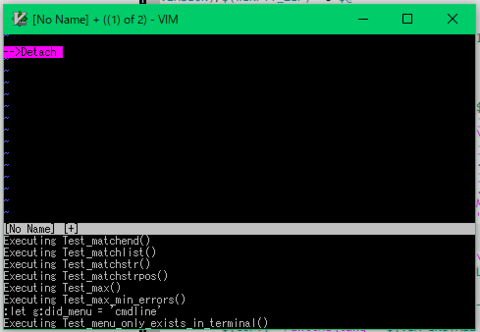 [No Name] + ((1) of 2) - VIM
-->Detach
~
~
~
~
~
~
~
~
~
~
~
~
~
[No Name] [+]
Executing Test_matchend()
Executing Test_matchlist()
Executing Test_matchstr()
Executing Test_matchstrpos()
Executing Test_max()
Executing Test_max_min_errors()
:let g:did_menu = 'cmdline'
Executing Test_menu_only_exists_in_terminal()